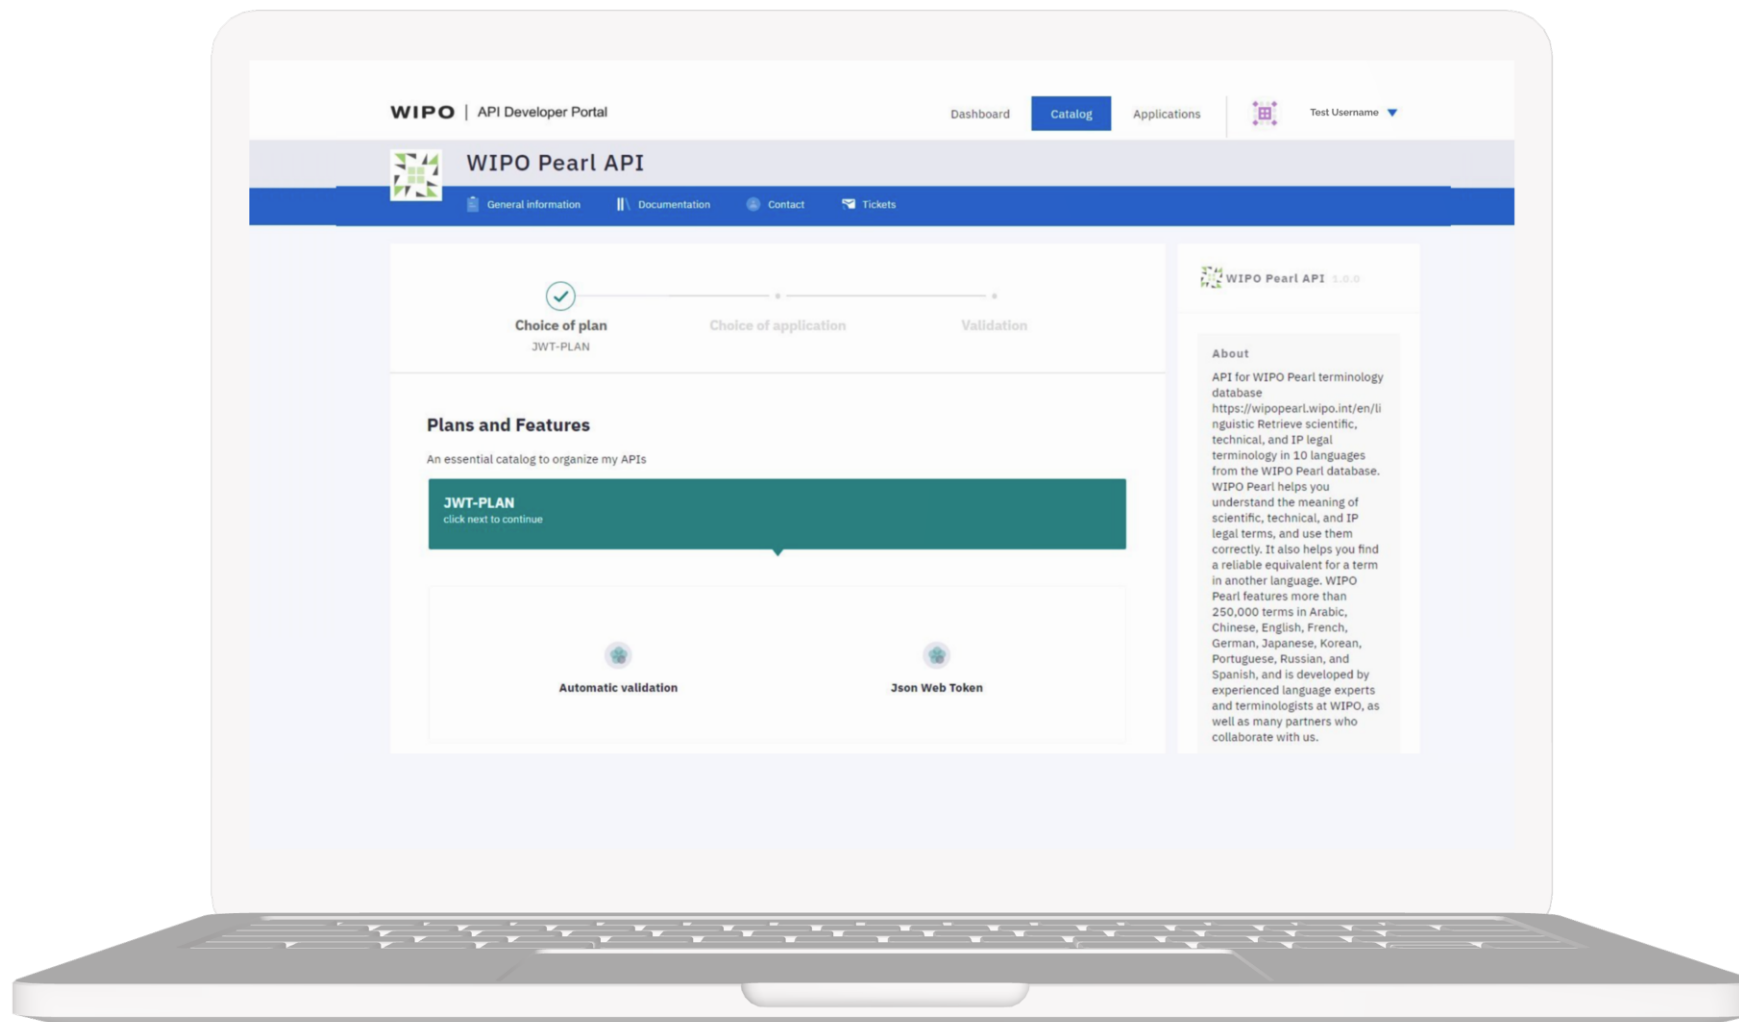 WIPO | API Developer Portal
Dashboard
Catalog
Applications
Test Username
WIPO Pearl API
General information
Documentation
Contact
Tickets
Choice of plan
JWT-PLAN
Choice of application
Validation
Plans and Features
An essential catalog to organize my APIs
JWT-PLAN
click next to continue
Automatic validation
Json Web Token
WIPO Pearl API 1.0.0
About
API for WIPO Pearl terminology
database
https://wipopearl.wipo.int/en/li
nguistic Retrieve scientific,
technical, and IP legal
terminology in 10 languages
from the WIPO Pearl database.
WIPO Pearl helps you
understand the meaning of
scientific, technical, and IP
legal terms, and use them
correctly. It also helps you find
a reliable equivalent for a term
in another language. WIPO
Pearl features more than
250,000 terms in Arabic,
Chinese, English, French,
German, Japanese, Korean,
Portuguese, Russian, and
Spanish, and is developed by
experienced language experts
and terminologists at WIPO, as
well as many partners who
collaborate with us.